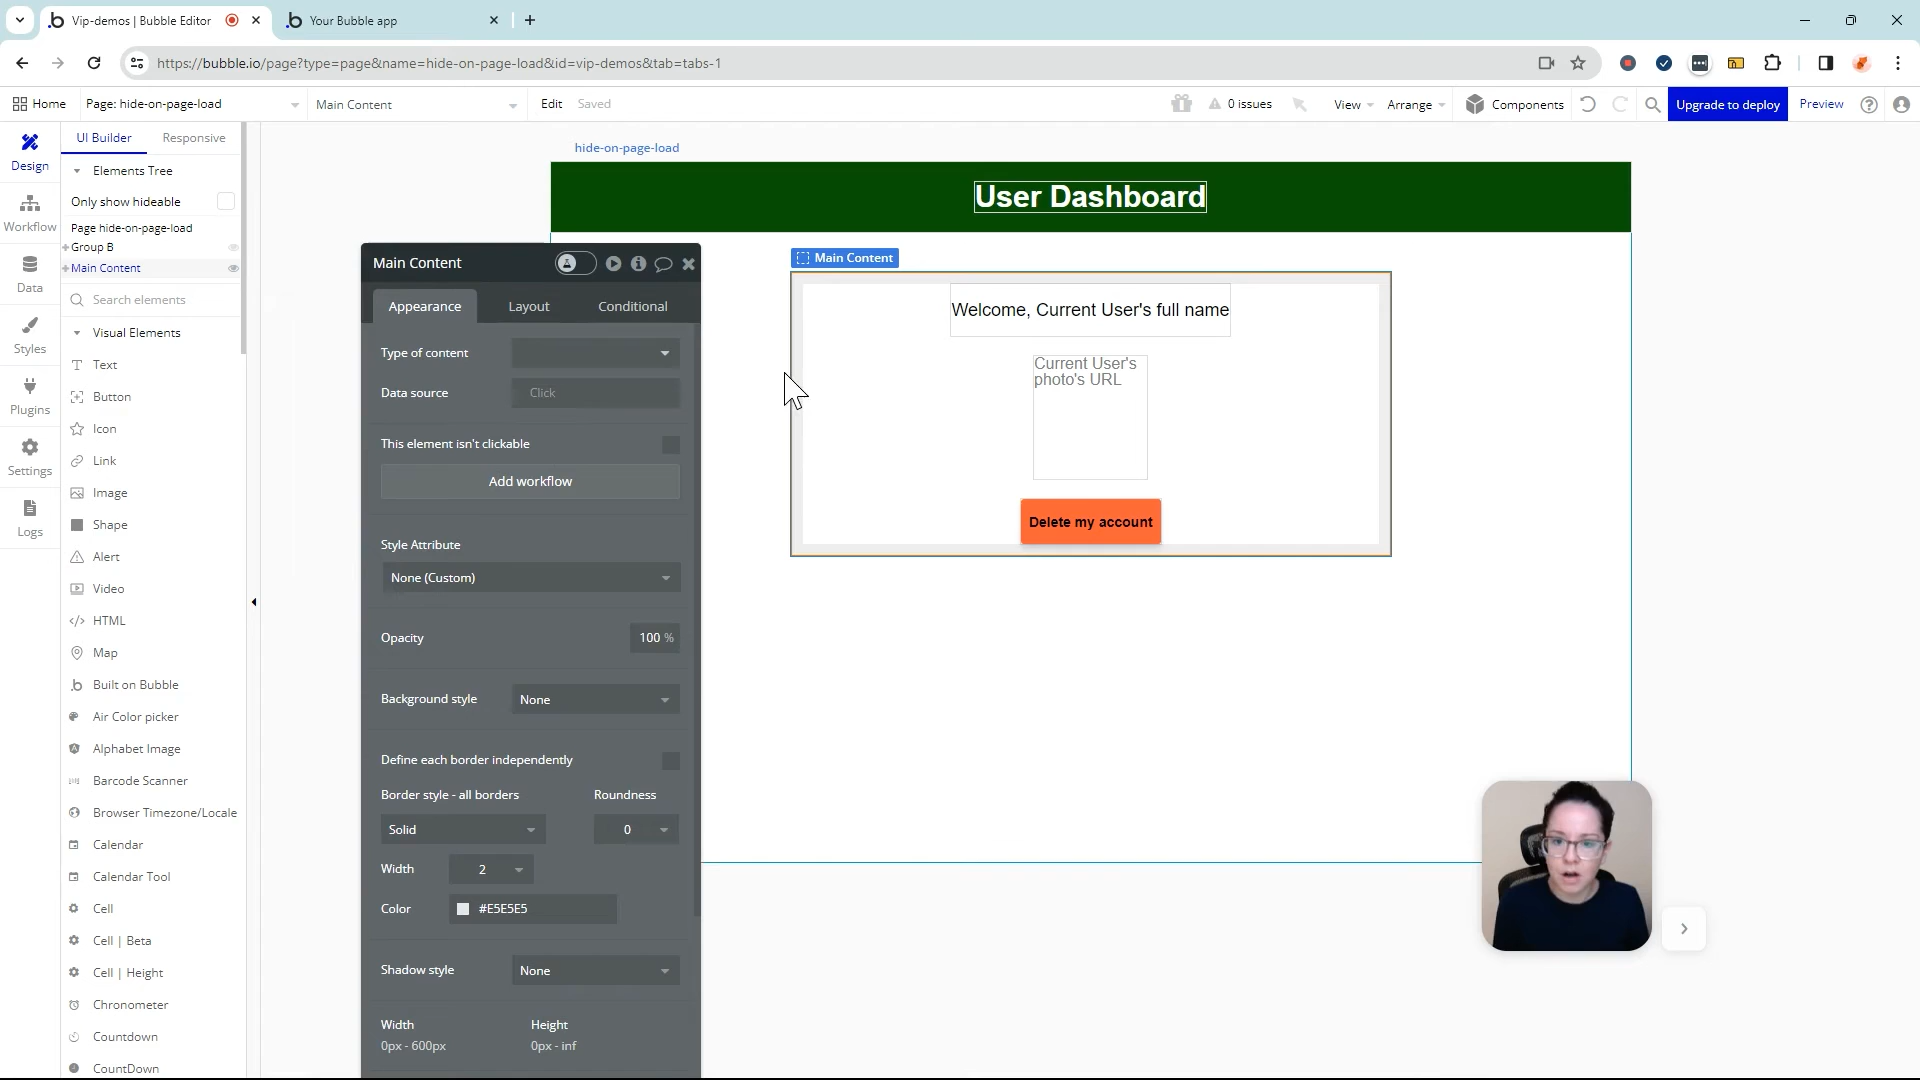 Vip-demos | Bubble Editor
Your Bubble app
https://bubble.io/page?type=page&name=hide-on-page-load&id=vip-demos&tab=tabs-1
Home
Page: hide-on-page-load
Main Content
Edit
Saved
0 issues
View
Arrange
Components
Upgrade to deploy
Preview
Design
Workflow
Data
Styles
Plugins
Settings
Logs
UI Builder
Responsive
Elements Tree
Only show hideable
Page hide-on-page-load
Group B
Main Content
Search elements
Visual Elements
Text
Button
Icon
Link
Image
Shape
Alert
Video
HTML
Map
Built on Bubble
Air Color picker
Alphabet Image
Barcode Scanner
Browser Timezone/Locale
Calendar
Calendar Tool
Cell
Cell | Beta
Cell | Height
Chronometer
Countdown
CountDown
Main Content
Appearance
Layout
Conditional
Type of content
Data source
Click
This element isn't clickable
Add workflow
Style Attribute
None (Custom)
Opacity
100 %
Background style
None
Define each border independently
Border style - all borders
Roundness
Solid
0
Width
2
Color
#E5E5E5
Shadow style
None
Width
Height
0px - 600px
0px - inf
hide-on-page-load
User Dashboard
Main Content
Welcome, Current User's full name
Current User's
photo's URL
Delete my account